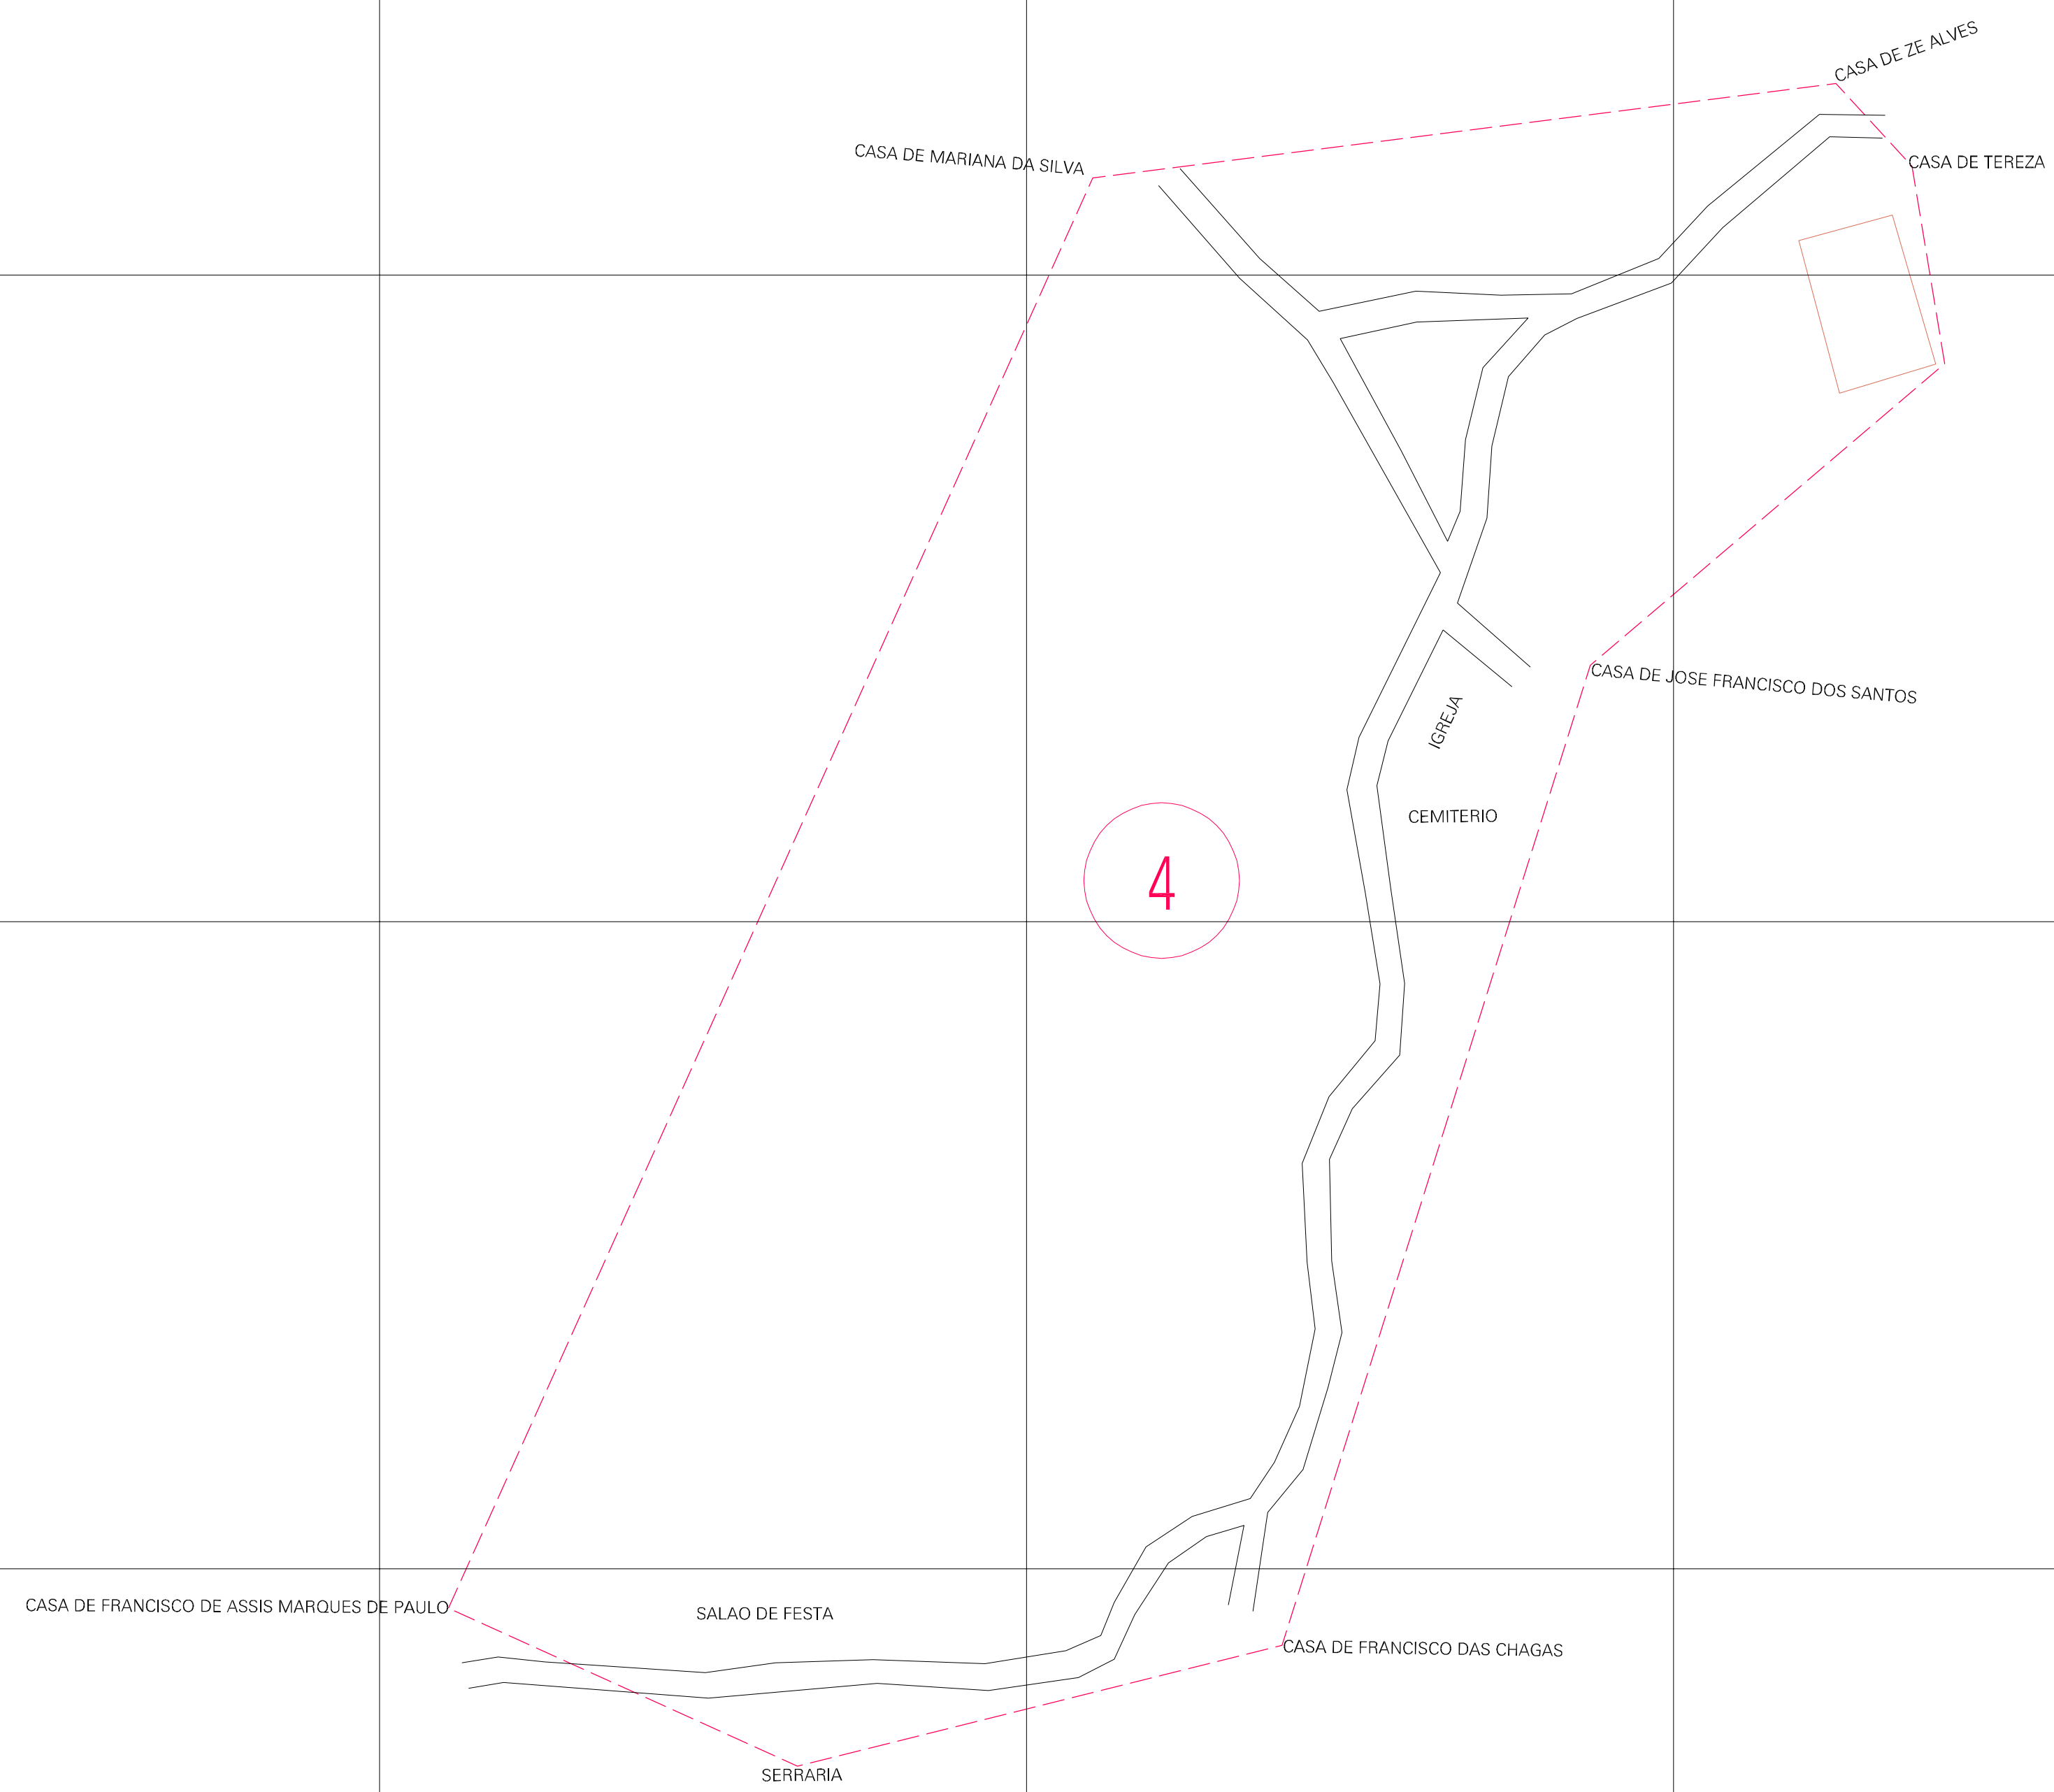 CASA DE ZE ALVES
CASA DE MARIANA DA SILVA
CASA DE TEREZA
CASA DE JOSE FRANCISCO DOS SANTOS
IGREJA
CEMITERIO
4
CASA DE FRANCISCO DE ASSIS MARQUES DE PAULO
SALAO DE FESTA
CASA DE FRANCISCO DAS CHAGAS
SERRARIA